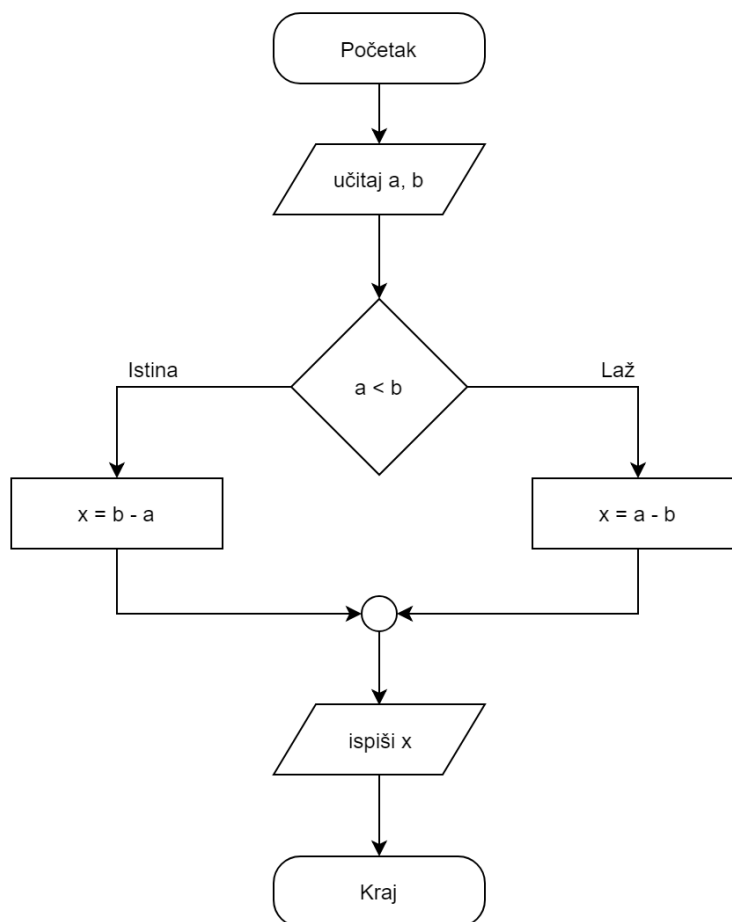 Početak
učitaj a, b
a < b
Istina
Laž
x = b - a
x = a - b
ispiši x
Kraj